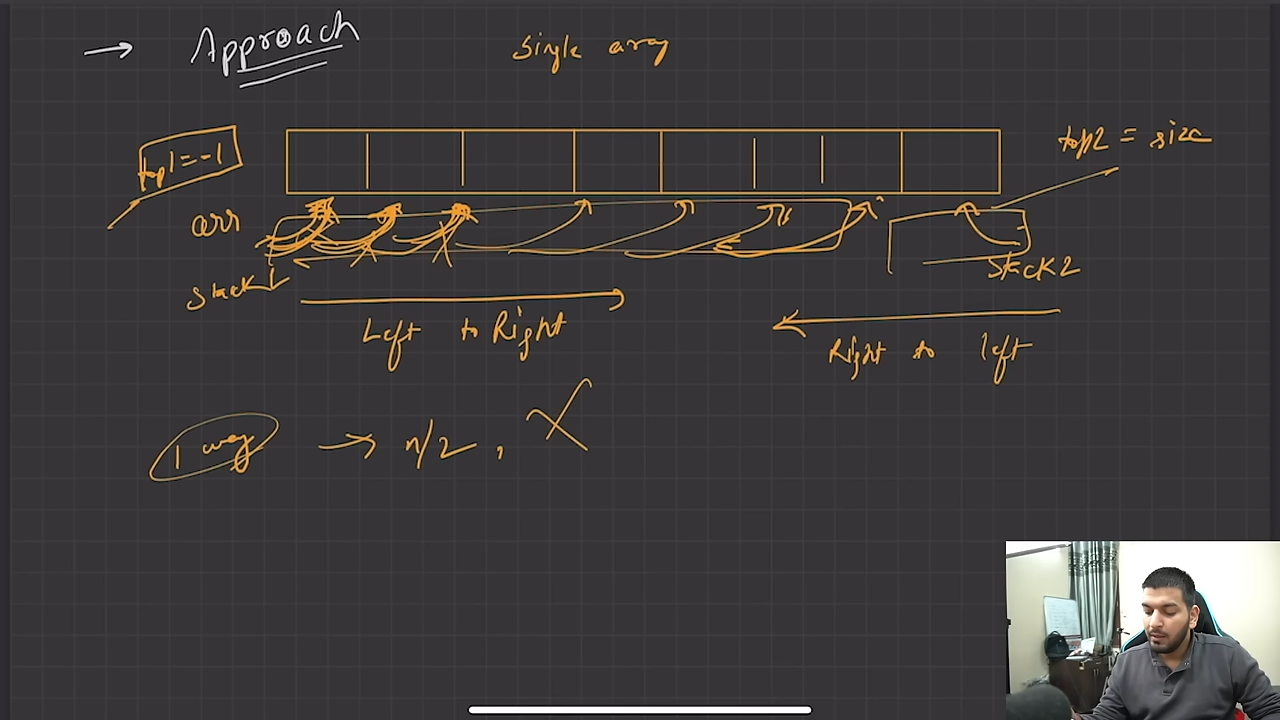 → Approach
single array
top1 = -1
top2 = size
arr
stack1
stack2
Left to Right
Right to left
1 way → n/2,